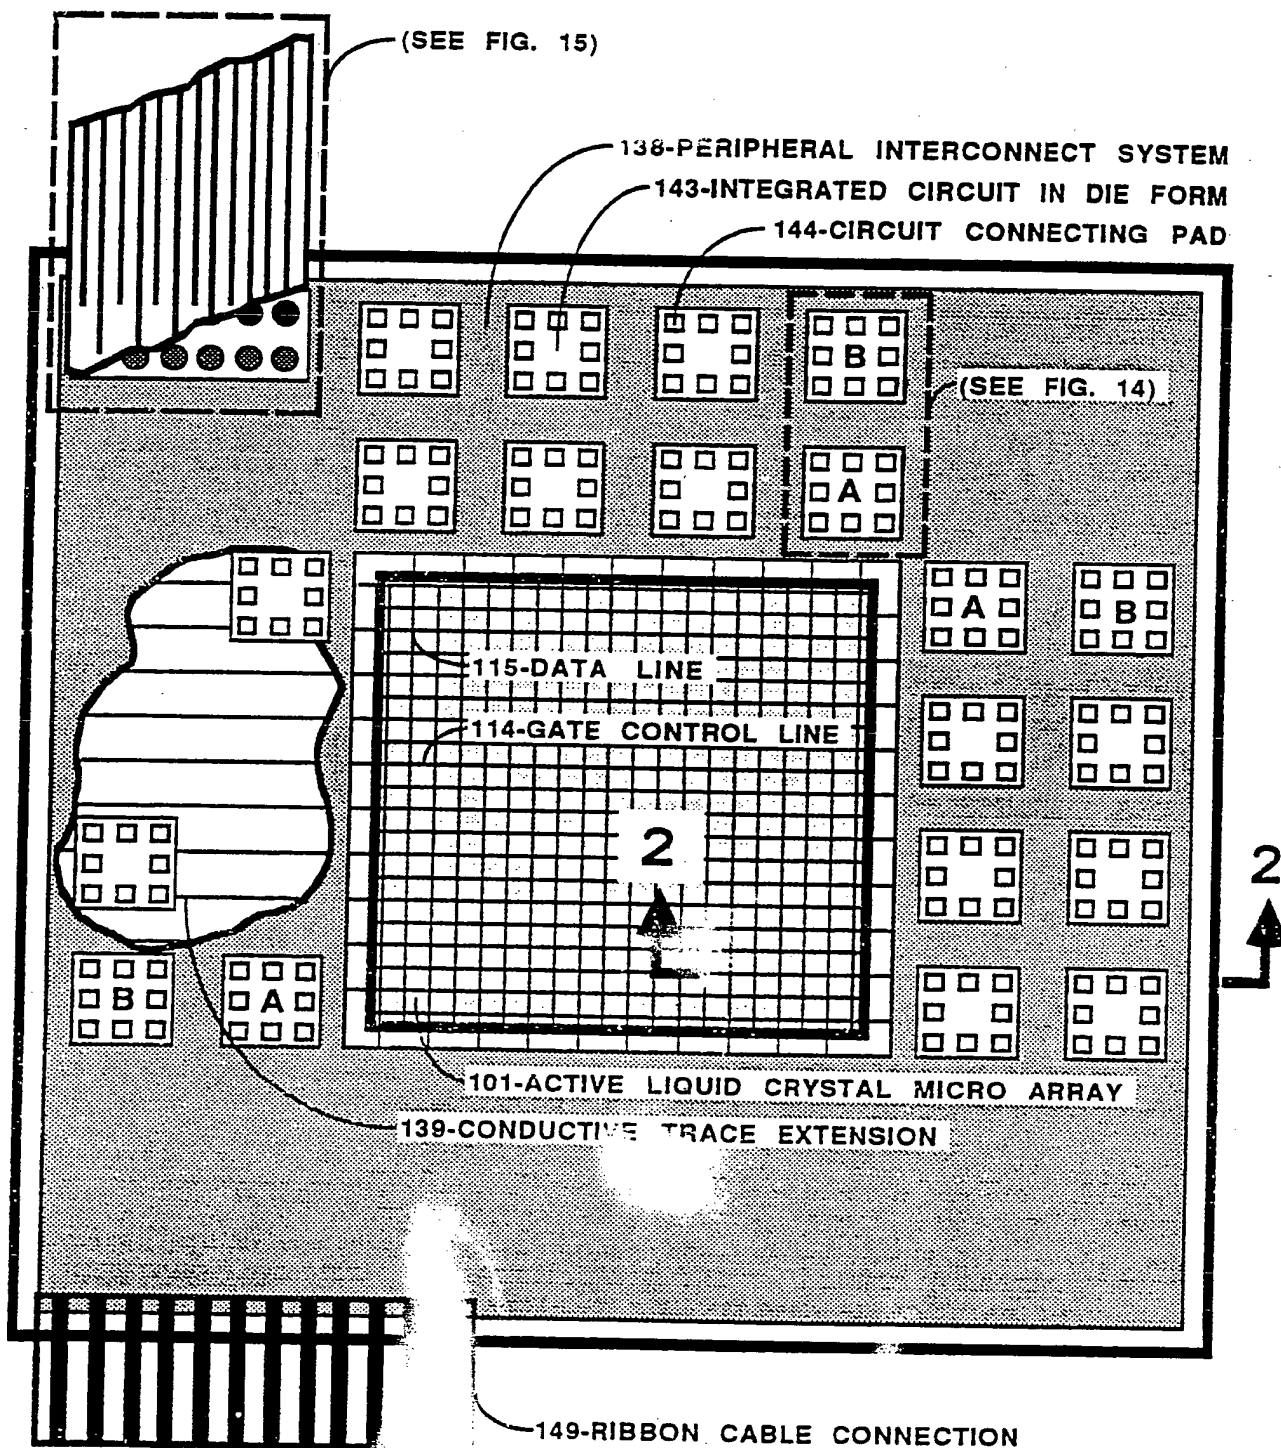 (SEE FIG. 15)
138-PERIPHERAL INTERCONNECT SYSTEM
143-INTEGRATED CIRCUIT IN DIE FORM
144-CIRCUIT CONNECTING PAD
B
(SEE FIG. 14)
A
A B
115-DATA LINE
114-GATE CONTROL LINE
2
2
B A
101-ACTIVE LIQUID CRYSTAL MICRO ARRAY
139-CONDUCTIVE TRACE EXTENSION
149-RIBBON CABLE CONNECTION